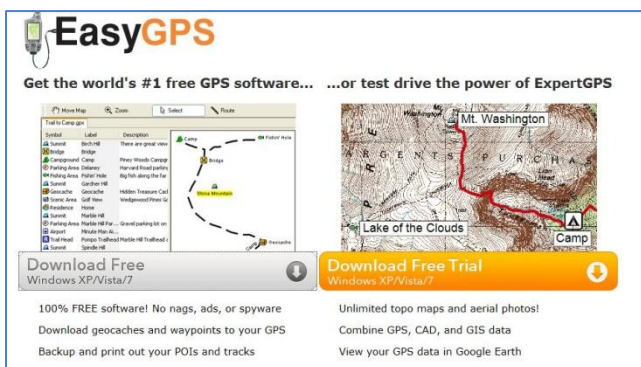 EasyGPS
Get the world's #1 free GPS software...
...or test drive the power of ExpertGPS
Move Map Zoom Select Route
Trail to Camp.gpx
Symbol Label Description
Summit Birch Hill There are great view
Bridge Bridge
Campground Camp Piney Woods Campgr
Parking Area Delaney Harvard Road parking
Fishing Area Fishin' Hole Big fish along the far
Summit Gardner Hill
Geocache Geocache Hidden Treasure Cach
Scenic Area Golf View Wedgewood Pines Go
Residence Home
Summit Marble Hill
Parking Area Marble Hill Par... Gravel parking lot on
Airport Minute Man Ai...
Trail Head Pompo Trailhead Marble Hill Trailhead
Summit Spindle Hill
Camp
Fishin' Hole
Bridge
Stone Mountain
Camp
Geocache
Mt. Washington
Washington
PRE
ARGENTS PURCHAS
Lake of the Clouds
Camp
Download Free
Windows XP/Vista/7
Download Free Trial
Windows XP/Vista/7
100% FREE software! No nags, ads, or spyware
Download geocaches and waypoints to your GPS
Backup and print out your POIs and tracks
Unlimited topo maps and aerial photos!
Combine GPS, CAD, and GIS data
View your GPS data in Google Earth